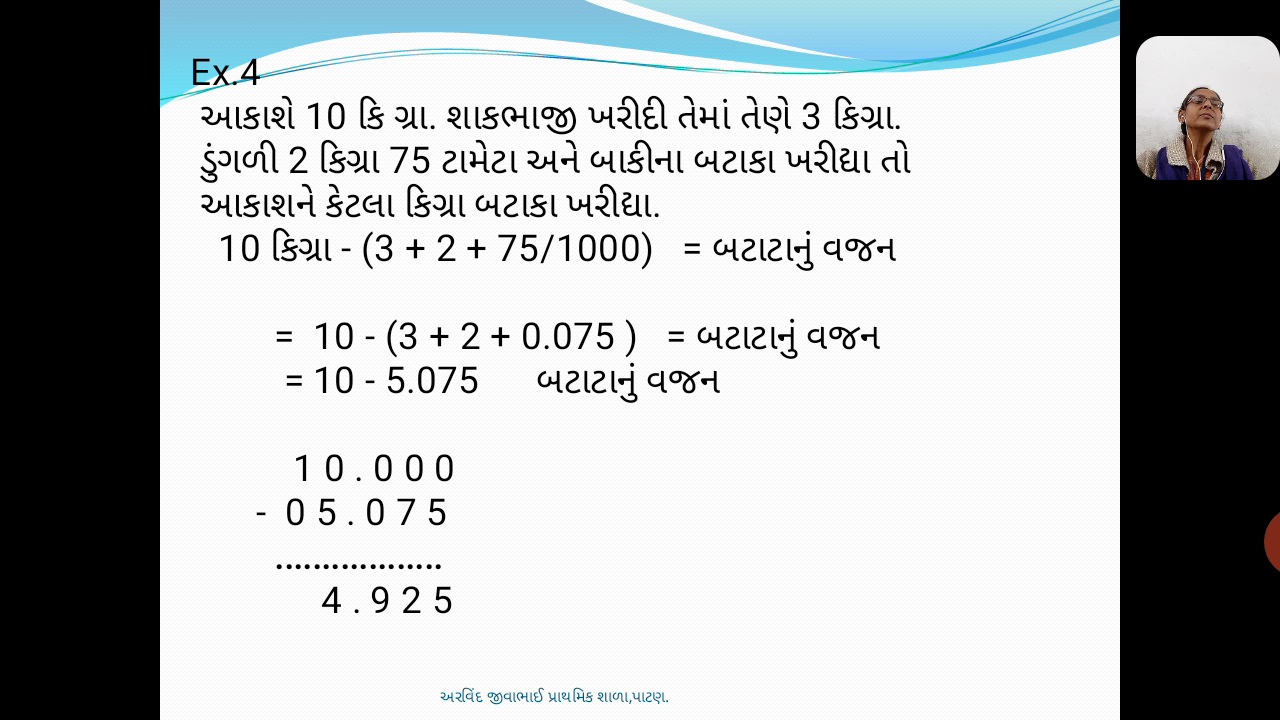 Ex.4
આકાશે 10 કિ ગ્રા. શાકભાજી ખરીદી તેમાં તેણે 3 કિગ્રા.
ડુંગળી 2 કિગ્રા 75 ટામેટા અને બાકીના બટાકા ખરીદ્યા તો
આકાશને કેટલા કિગ્રા બટાકા ખરીદ્યા.
10 કિગ્રા - (3 + 2 + 75/1000) = બટાટાનું વજન
= 10 - (3 + 2 + 0.075 ) = બટાટાનું વજન
= 10 - 5.075 બટાટાનું વજન
1 0 . 0 0 0
- 0 5 . 0 7 5
..................
4 . 9 2 5
અરવિંદ જીવાભાઈ પ્રાથમિક શાળા,પાટણ.